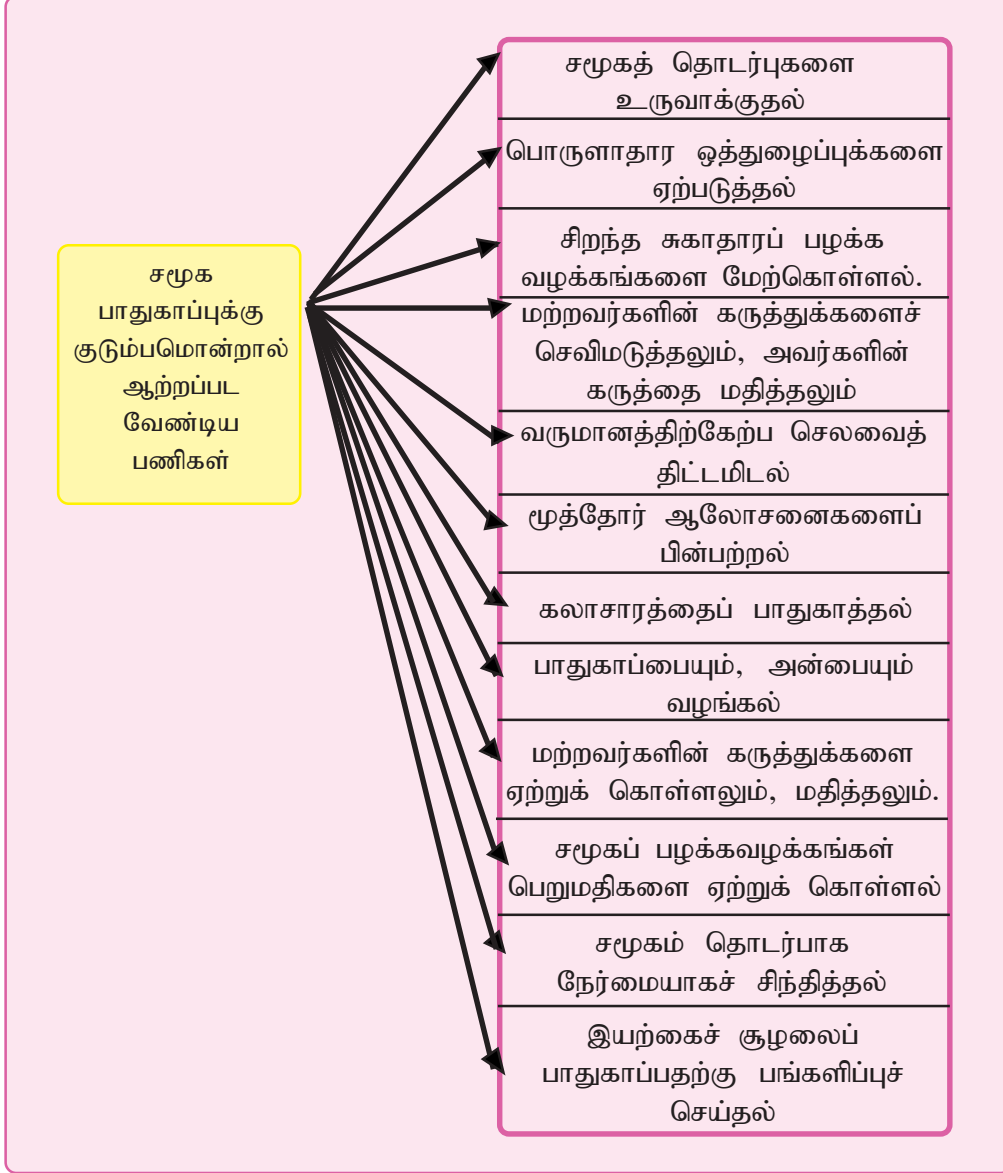 சமூக
பாதுகாப்புக்கு
குடும்பமொன்றால்
ஆற்றப்பட
வேண்டிய
பணிகள்
சமூகத் தொடர்புகளை
உருவாக்குதல்
பொருளாதார ஒத்துழைப்புக்களை
ஏற்படுத்தல்
சிறந்த சுகாதாரப் பழக்க
வழக்கங்களை மேற்கொள்ளல்.
மற்றவர்களின் கருத்துக்களைச்
செவிமடுத்தலும், அவர்களின்
கருத்தை மதித்தலும்
வருமானத்திற்கேற்ப செலவைத்
திட்டமிடல்
மூத்தோர் ஆலோசனைகளைப்
பின்பற்றல்
கலாசாரத்தைப் பாதுகாத்தல்
பாதுகாப்பையும், அன்பையும்
வழங்கல்
மற்றவர்களின் கருத்துக்களை
ஏற்றுக் கொள்ளலும், மதித்தலும்.
சமூகப் பழக்கவழக்கங்கள்
பெறுமதிகளை ஏற்றுக் கொள்ளல்
சமூகம் தொடர்பாக
நேர்மையாகச் சிந்தித்தல்
இயற்கைச் சூழலைப்
பாதுகாப்பதற்கு பங்களிப்புச்
செய்தல்